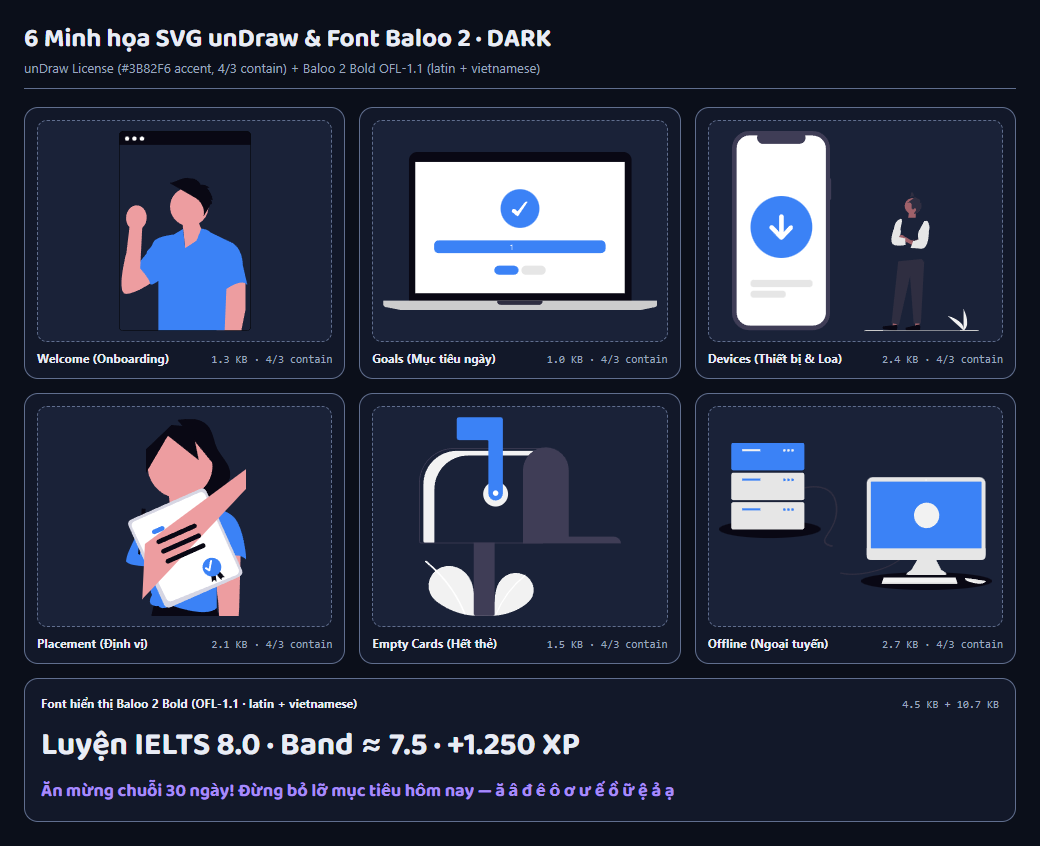 6 Minh họa SVG unDraw & Font Baloo 2 · DARK
unDraw License (#3B82F6 accent, 4/3 contain) + Baloo 2 Bold OFL-1.1 (latin + vietnamese)
1
Welcome (Onboarding) 1.3 KB · 4/3 contain
Goals (Mục tiêu ngày) 1.0 KB · 4/3 contain
Devices (Thiết bị & Loa) 2.4 KB · 4/3 contain
Placement (Định vị) 2.1 KB · 4/3 contain
Empty Cards (Hết thẻ) 1.5 KB · 4/3 contain
Offline (Ngoại tuyến) 2.7 KB · 4/3 contain
Font hiển thị Baloo 2 Bold (OFL-1.1 · latin + vietnamese) 4.5 KB + 10.7 KB
Luyện IELTS 8.0 · Band ≈ 7.5 · +1.250 XP
Ăn mừng chuỗi 30 ngày! Đừng bỏ lỡ mục tiêu hôm nay — ă â đ ê ô ơ ư ế ồ ữ ệ ả ạ